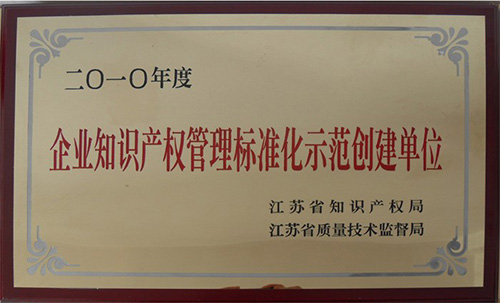 二〇一〇年度
企业知识产权管理标准化示范创建单位
江苏省知识产权局
江苏省质量技术监督局